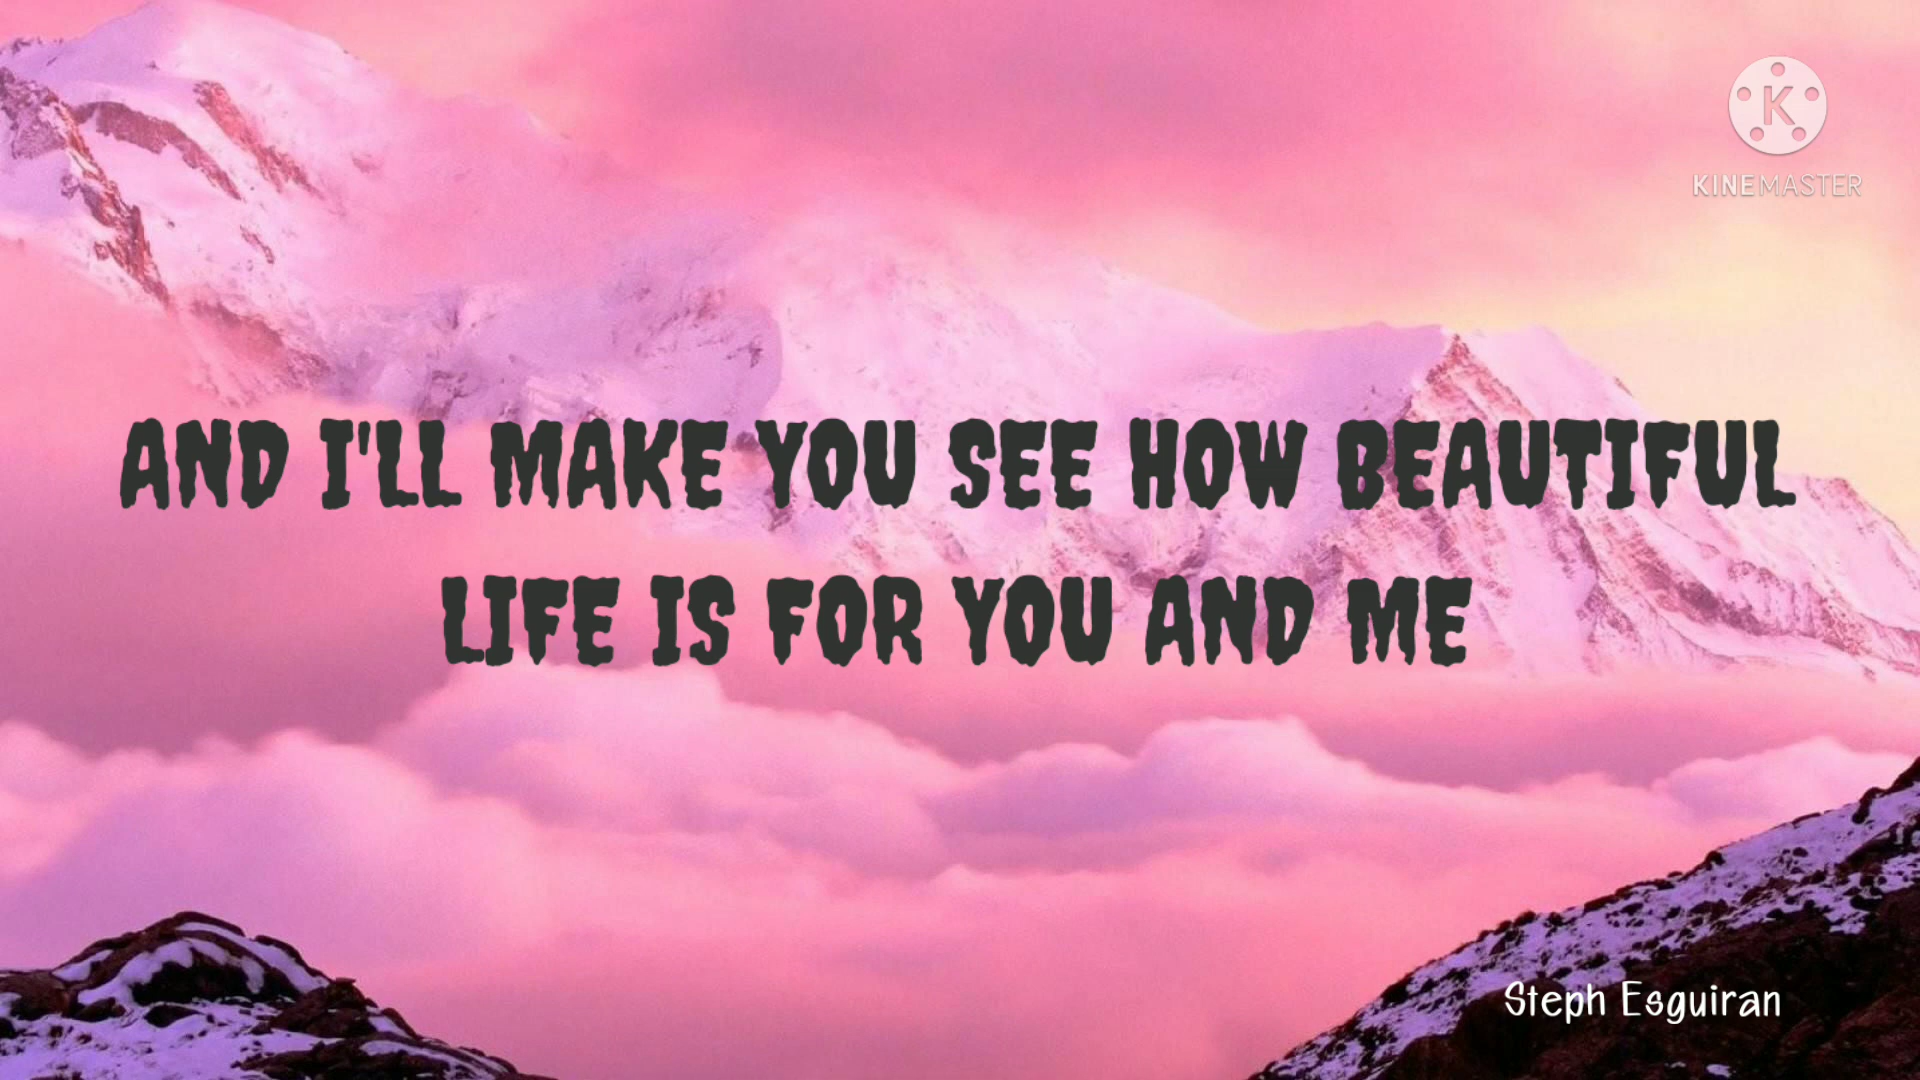 K
KINEMASTER
AND I'LL MAKE YOU SEE HOW BEAUTIFUL
LIFE IS FOR YOU AND ME
Steph Esguiran